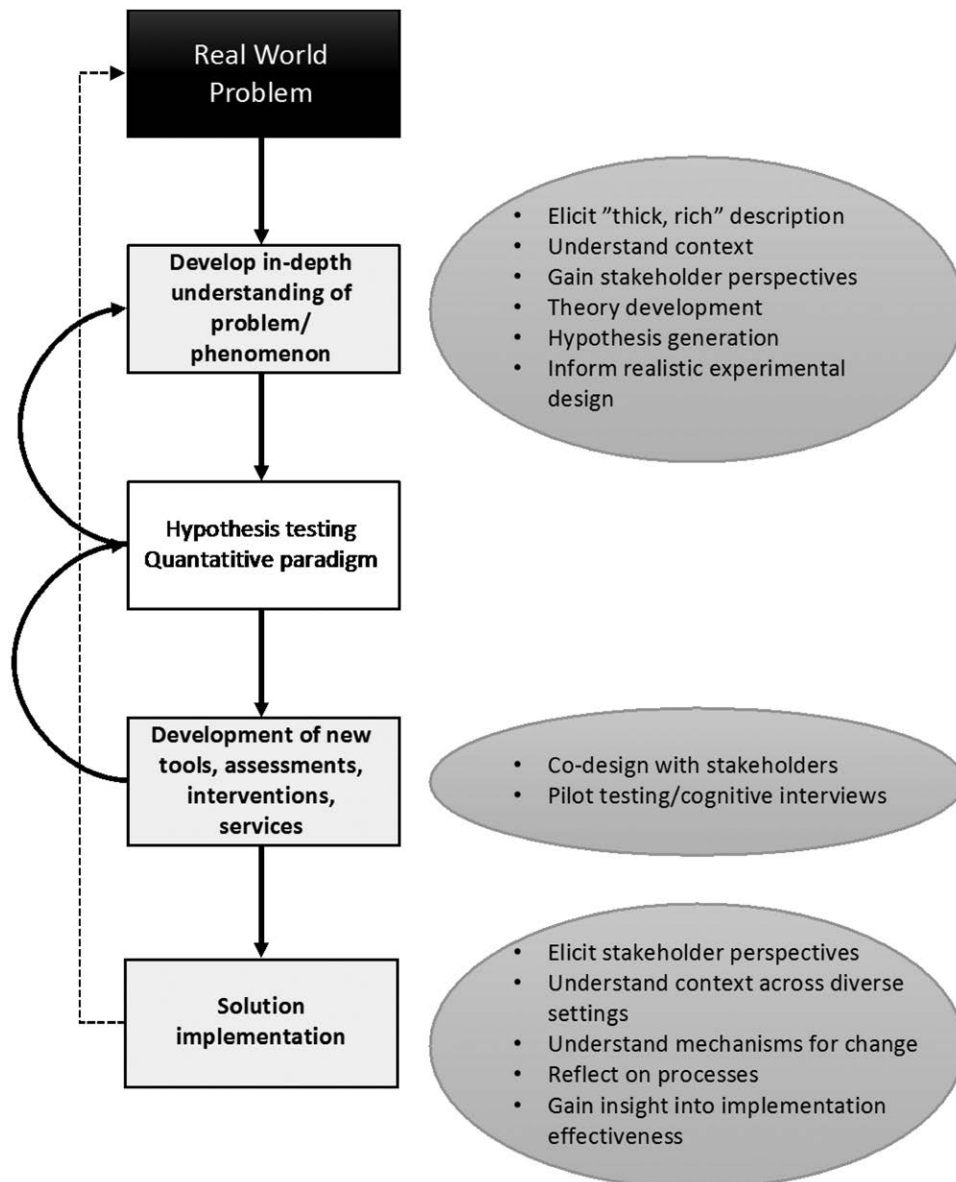 Real World
Problem
Develop in-depth
understanding of
problem/
phenomenon
• Elicit ”thick, rich” description
• Understand context
• Gain stakeholder perspectives
• Theory development
• Hypothesis generation
• Inform realistic experimental
design
Hypothesis testing
Quantatitive paradigm
Development of new
tools, assessments,
interventions,
services
• Co-design with stakeholders
• Pilot testing/cognitive interviews
Solution
implementation
• Elicit stakeholder perspectives
• Understand context across diverse
settings
• Understand mechanisms for change
• Reflect on processes
• Gain insight into implementation
effectiveness